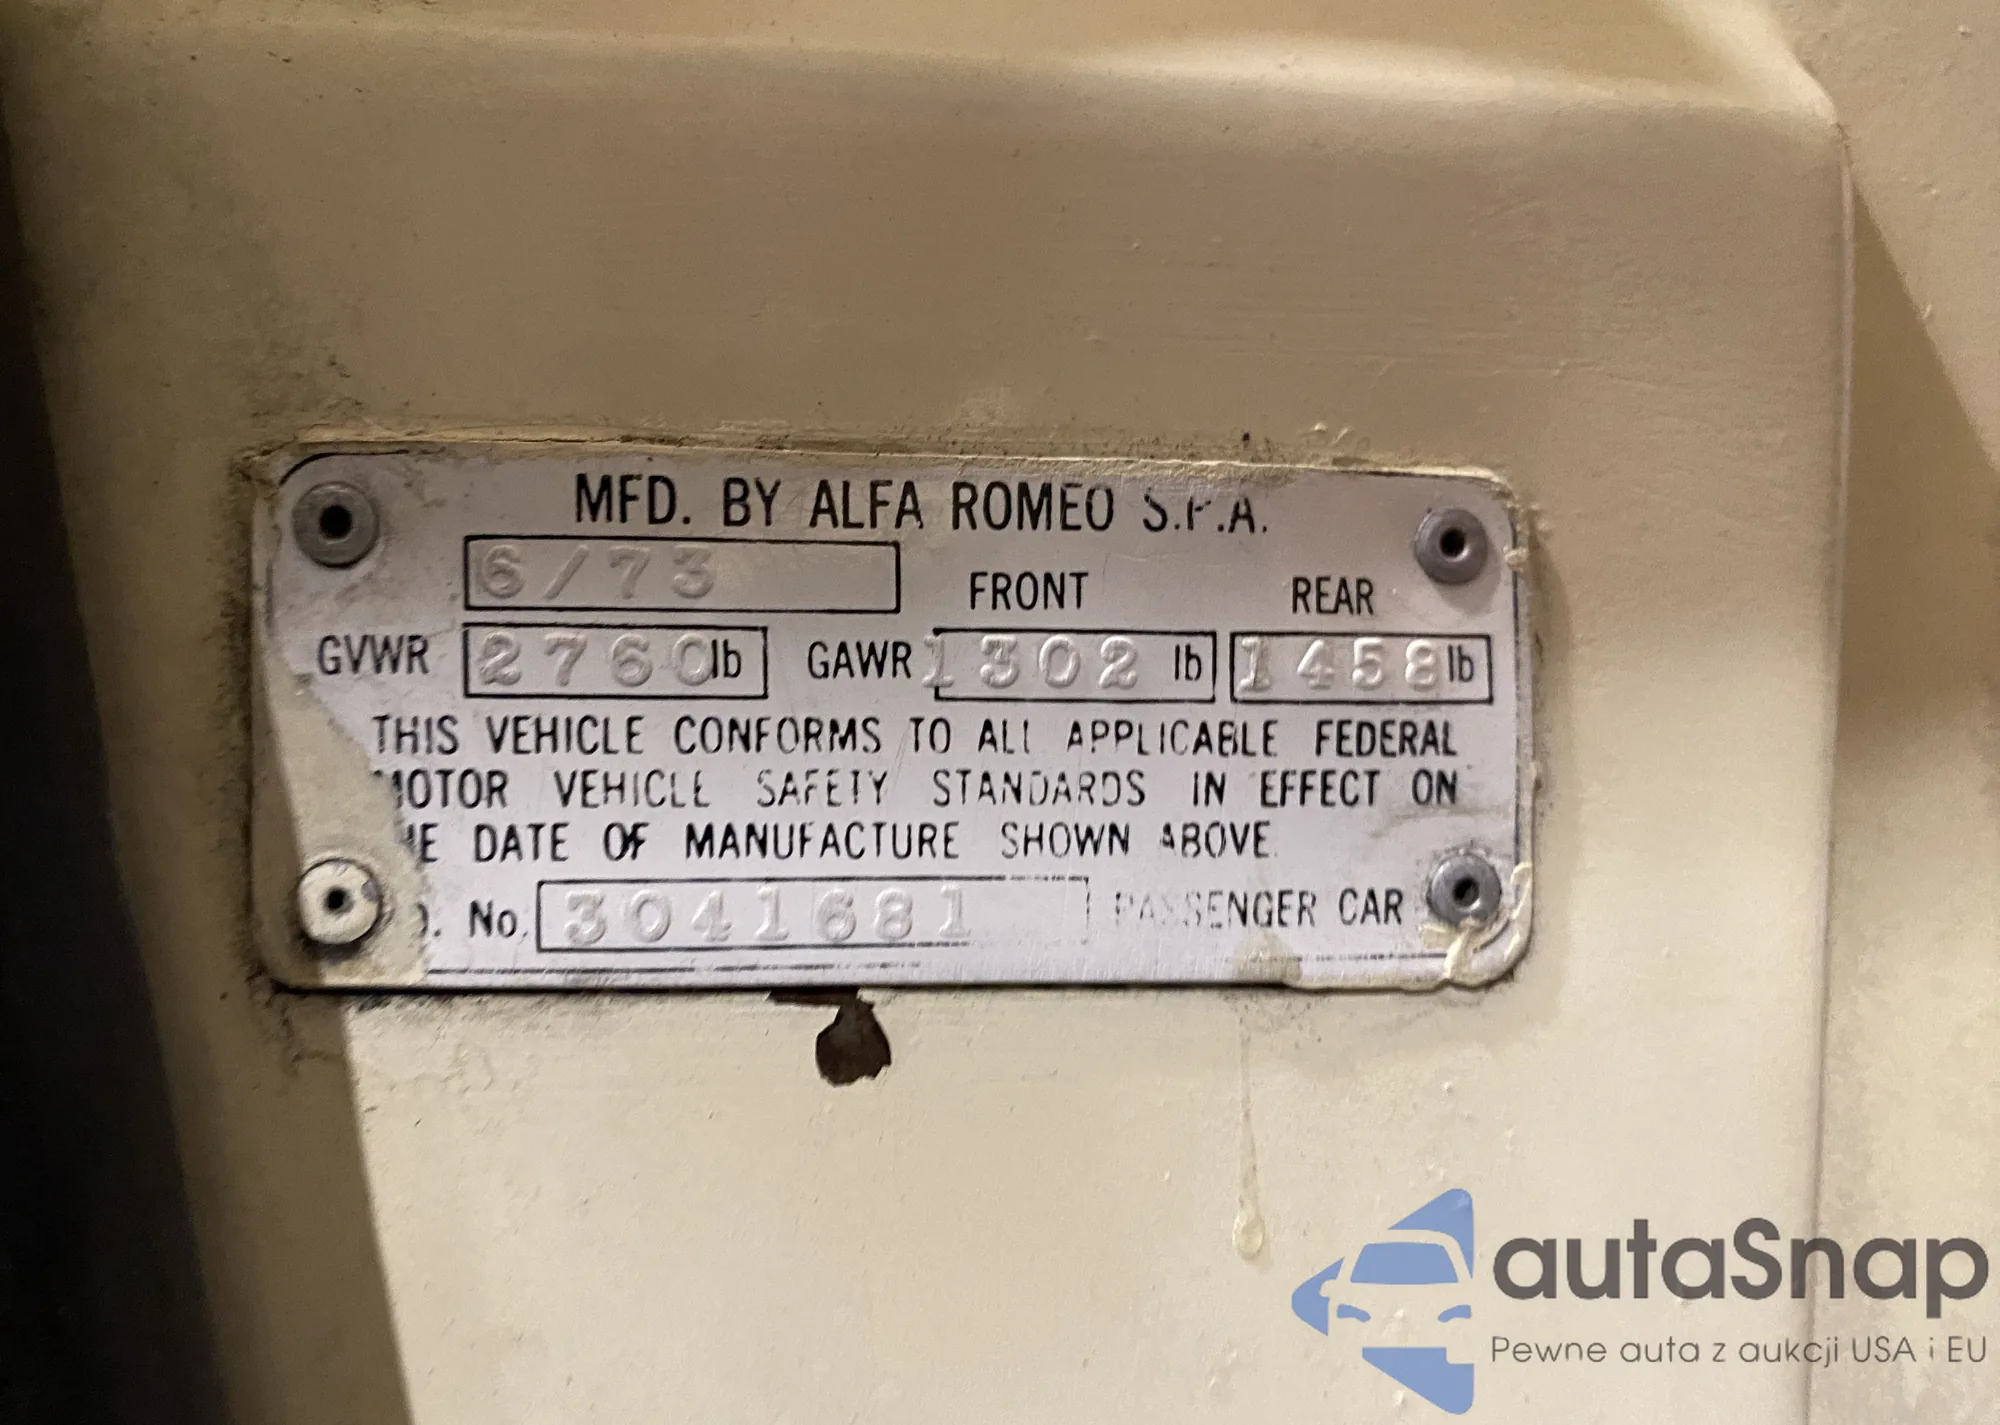 MFD. BY ALFA ROMEO S.P.A.
6/73
FRONT REAR
GVWR 2760 lb GAWR 1302 lb 1458 lb
THIS VEHICLE CONFORMS TO ALL APPLICABLE FEDERAL
MOTOR VEHICLE SAFETY STANDARDS IN EFFECT ON
THE DATE OF MANUFACTURE SHOWN ABOVE.
No. 3041681 PASSENGER CAR
autaSnap
Pewne auta z aukcji USA i EU